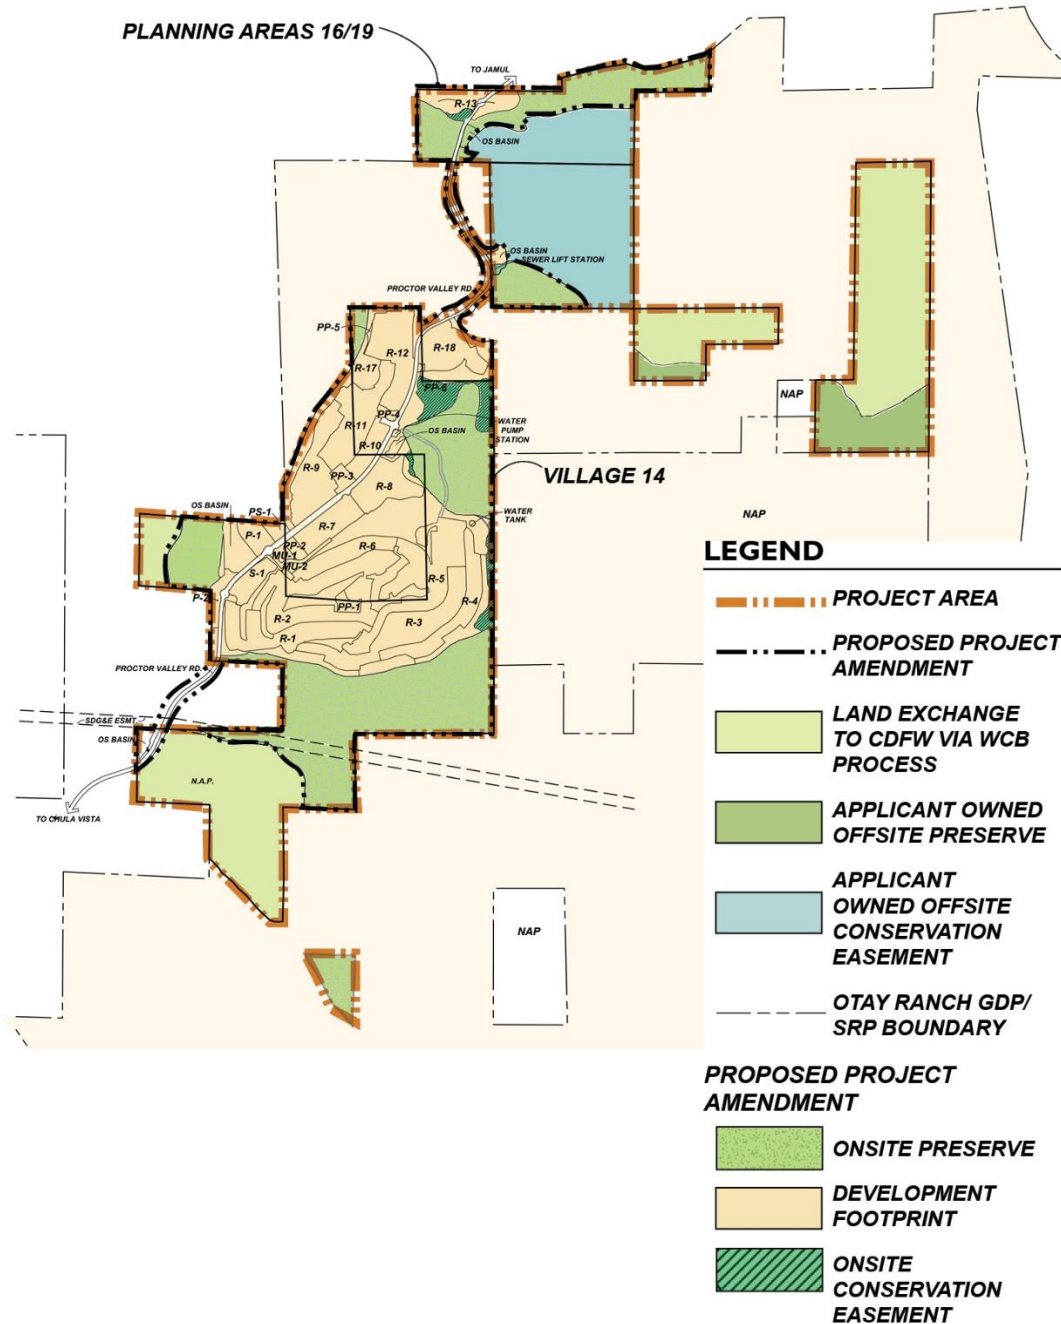 PLANNING AREAS 16/19
TO JAMUL
R-13
OS BASIN
OS BASIN
SEWER LIFT STATION
PROCTOR VALLEY RD.
PP-5
R-12
R-18
R-17
PP-6
PP-4
R-11
WATER
PUMP
STATION
OS BASIN
R-10
R-9
PP-3
R-8
VILLAGE 14
NAP
NAP
OS BASIN
PS-1
WATER
TANK
P-1
R-7
PP-2
MU-1
MU-2
R-6
S-1
R-5
P-2
PP-1
R-4
R-2
R-3
R-1
PROCTOR VALLEY RD.
SDG&E ESMT
OS BASIN
N.A.P.
TO CHULA VISTA
NAP
LEGEND
PROJECT AREA
PROPOSED PROJECT
AMENDMENT
LAND EXCHANGE
TO CDFW VIA WCB
PROCESS
APPLICANT OWNED
OFFSITE PRESERVE
APPLICANT
OWNED OFFSITE
CONSERVATION
EASEMENT
OTAY RANCH GDP/
SRP BOUNDARY
PROPOSED PROJECT
AMENDMENT
ONSITE PRESERVE
DEVELOPMENT
FOOTPRINT
ONSITE
CONSERVATION
EASEMENT